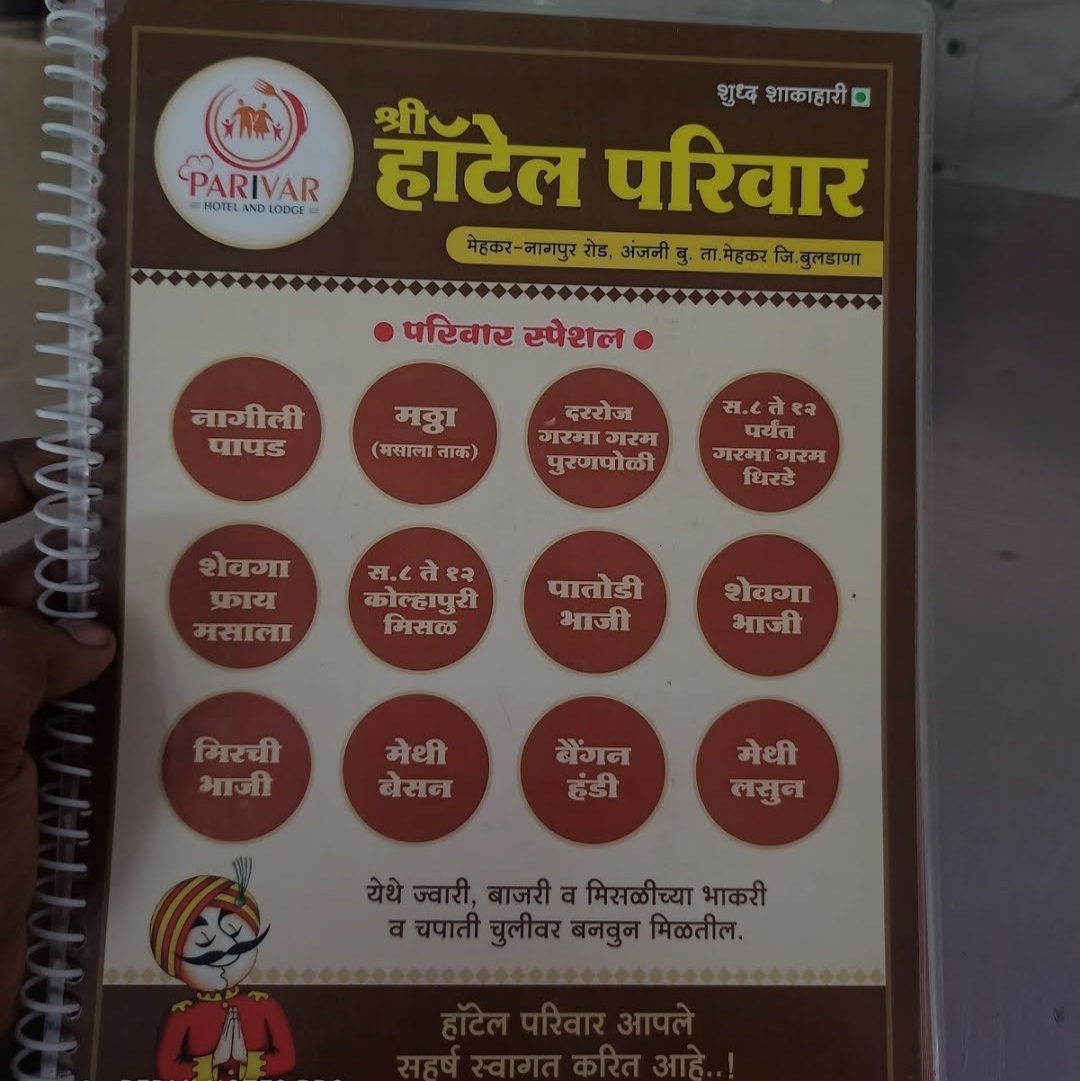 शुध्द शाकाहारी
PARIVAR
HOTEL AND LODGE
श्री
हॉटेल परिवार
मेहकर-नागपुर रोड, अंजनी बु. ता.मेहकर जि.बुलडाणा
परिवार स्पेशल
नागीली
पापड
मठ्ठा
(मसाला ताक)
दररोज
गरमा गरम
पुरणपोळी
स.८ ते १२
पर्यंत
गरमा गरम
धिरडे
शेवगा
फ्राय
मसाला
स.८ ते १२
कोल्हापुरी
मिसळ
पातोडी
भाजी
शेवगा
भाजी
मिरची
भाजी
मेथी
बेसन
बैंगन
हंडी
मेथी
लसुन
येथे ज्वारी, बाजरी व मिसळीच्या भाकरी
व चपाती चुलीवर बनवुन मिळतील.
हॉटेल परिवार आपले
सहर्ष स्वागत करित आहे..!